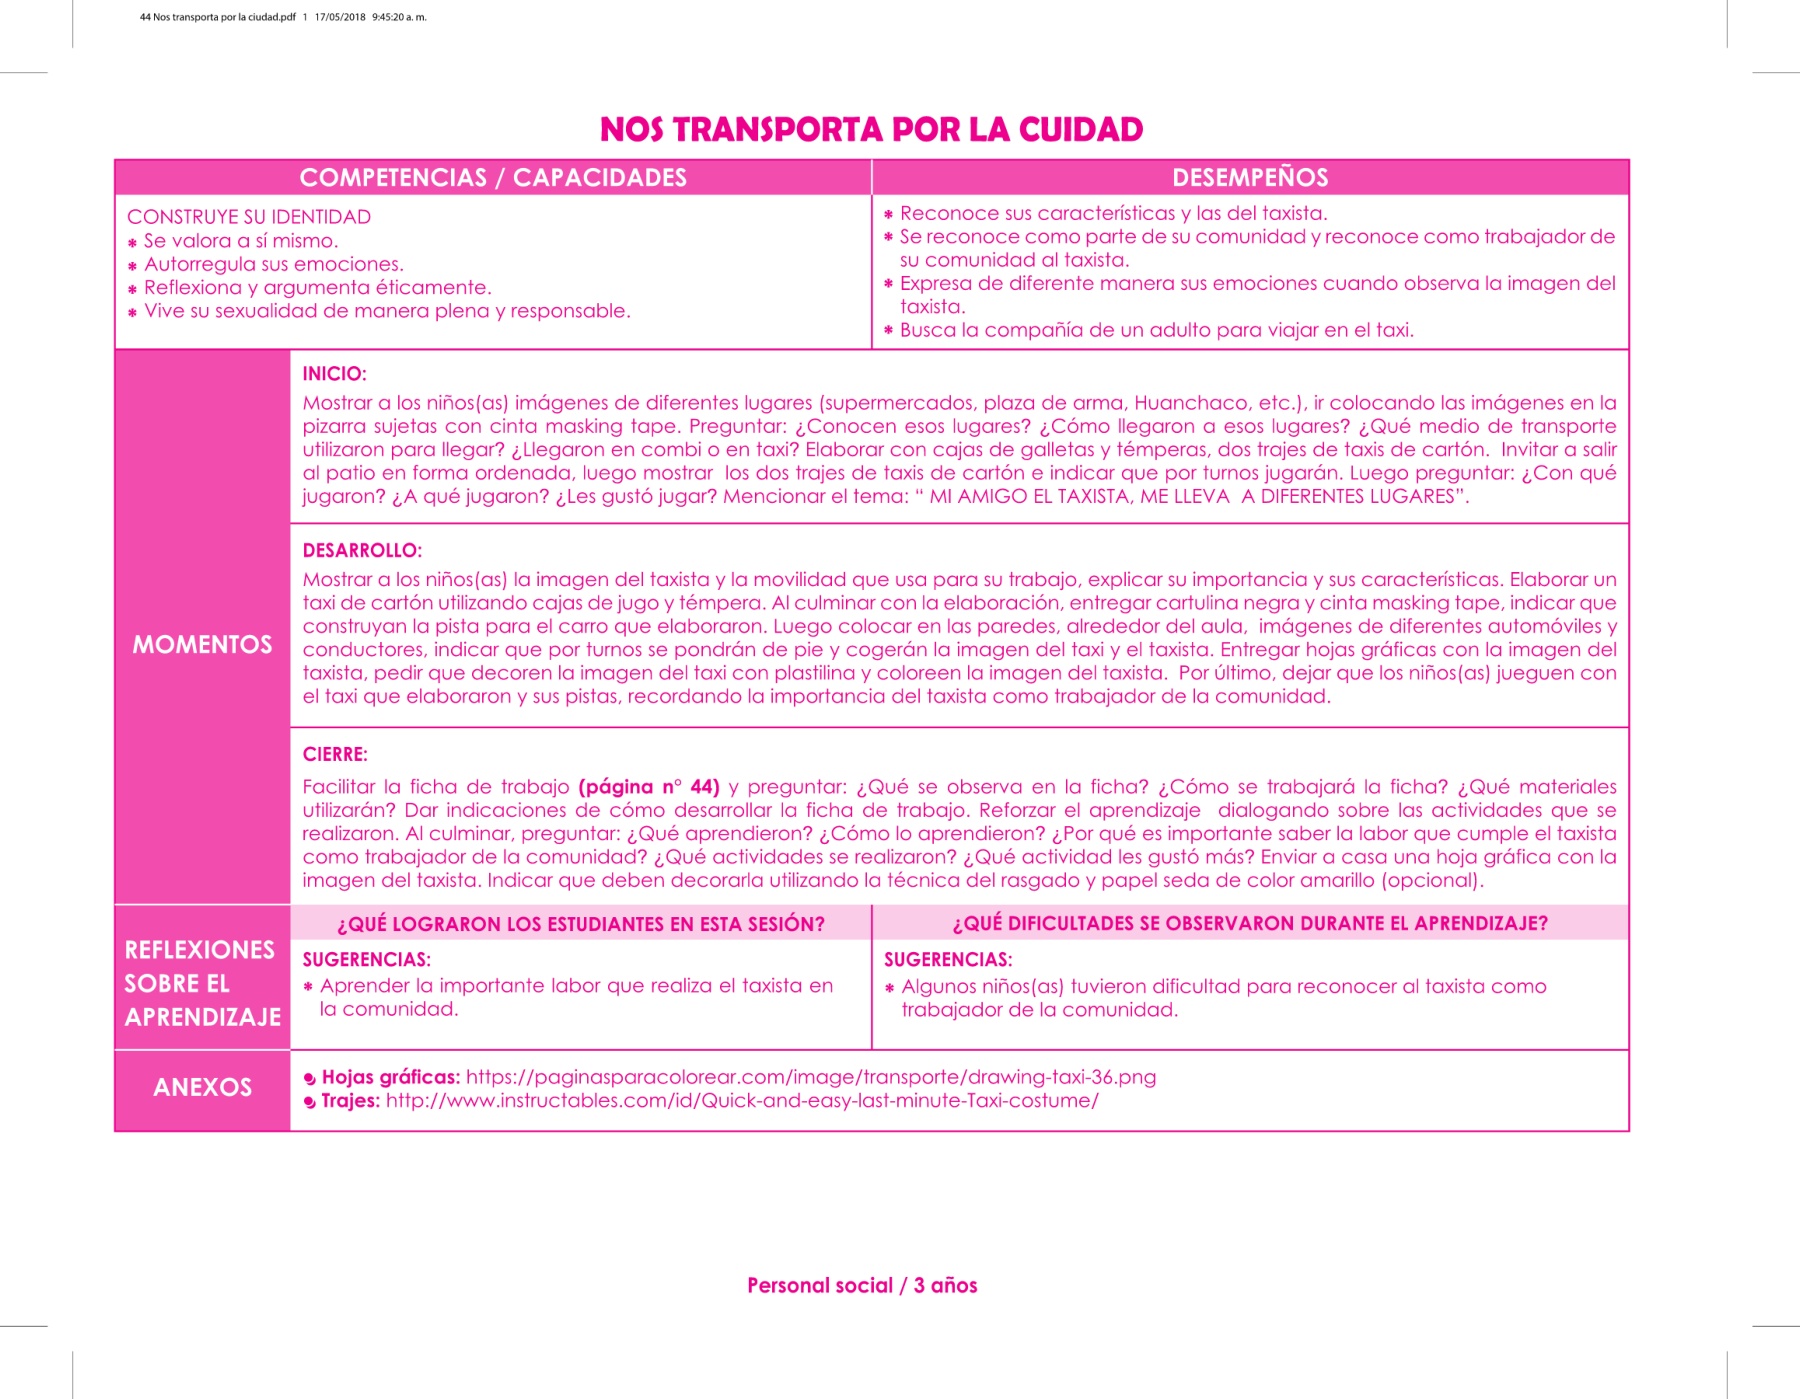 44 Nos transporta por la ciudad.pdf   1   17/05/2018   9:45:20 a. m.
NOS TRANSPORTA POR LA CUIDAD
COMPETENCIAS / CAPACIDADES
DESEMPEÑOS
CONSTRUYE SU IDENTIDAD
* Se valora a sí mismo.
* Autorregula sus emociones.
* Reflexiona y argumenta éticamente.
* Vive su sexualidad de manera plena y responsable.
* Reconoce sus características y las del taxista.
* Se reconoce como parte de su comunidad y reconoce como trabajador de
su comunidad al taxista.
* Expresa de diferente manera sus emociones cuando observa la imagen del
taxista.
* Busca la compañía de un adulto para viajar en el taxi.
MOMENTOS
INICIO:
Mostrar a los niños(as) imágenes de diferentes lugares (supermercados, plaza de arma, Huanchaco, etc.), ir colocando las imágenes en la
pizarra sujetas con cinta masking tape. Preguntar: ¿Conocen esos lugares? ¿Cómo llegaron a esos lugares? ¿Qué medio de transporte
utilizaron para llegar? ¿Llegaron en combi o en taxi? Elaborar con cajas de galletas y témperas, dos trajes de taxis de cartón.  Invitar a salir
al patio en forma ordenada, luego mostrar  los dos trajes de taxis de cartón e indicar que por turnos jugarán. Luego preguntar: ¿Con qué
jugaron? ¿A qué jugaron? ¿Les gustó jugar? Mencionar el tema: “ MI AMIGO EL TAXISTA, ME LLEVA  A DIFERENTES LUGARES”.
DESARROLLO:
Mostrar a los niños(as) la imagen del taxista y la movilidad que usa para su trabajo, explicar su importancia y sus características. Elaborar un
taxi de cartón utilizando cajas de jugo y témpera. Al culminar con la elaboración, entregar cartulina negra y cinta masking tape, indicar que
construyan la pista para el carro que elaboraron. Luego colocar en las paredes, alrededor del aula,  imágenes de diferentes automóviles y
conductores, indicar que por turnos se pondrán de pie y cogerán la imagen del taxi y el taxista. Entregar hojas gráficas con la imagen del
taxista, pedir que decoren la imagen del taxi con plastilina y coloreen la imagen del taxista.  Por último, dejar que los niños(as) jueguen con
el taxi que elaboraron y sus pistas, recordando la importancia del taxista como trabajador de la comunidad.
CIERRE:
Facilitar la ficha de trabajo (página n° 44) y preguntar: ¿Qué se observa en la ficha? ¿Cómo se trabajará la ficha? ¿Qué materiales
utilizarán? Dar indicaciones de cómo desarrollar la ficha de trabajo. Reforzar el aprendizaje  dialogando sobre las actividades que se
realizaron. Al culminar, preguntar: ¿Qué aprendieron? ¿Cómo lo aprendieron? ¿Por qué es importante saber la labor que cumple el taxista
como trabajador de la comunidad? ¿Qué actividades se realizaron? ¿Qué actividad les gustó más? Enviar a casa una hoja gráfica con la
imagen del taxista. Indicar que deben decorarla utilizando la técnica del rasgado y papel seda de color amarillo (opcional).
REFLEXIONES
SOBRE EL
APRENDIZAJE
¿QUÉ LOGRARON LOS ESTUDIANTES EN ESTA SESIÓN?
SUGERENCIAS:
* Aprender la importante labor que realiza el taxista en
la comunidad.
¿QUÉ DIFICULTADES SE OBSERVARON DURANTE EL APRENDIZAJE?
SUGERENCIAS:
* Algunos niños(as) tuvieron dificultad para reconocer al taxista como
trabajador de la comunidad.
ANEXOS
Hojas gráficas: https://paginasparacolorear.com/image/transporte/drawing-taxi-36.png
Trajes: http://www.instructables.com/id/Quick-and-easy-last-minute-Taxi-costume/
Personal social / 3 años